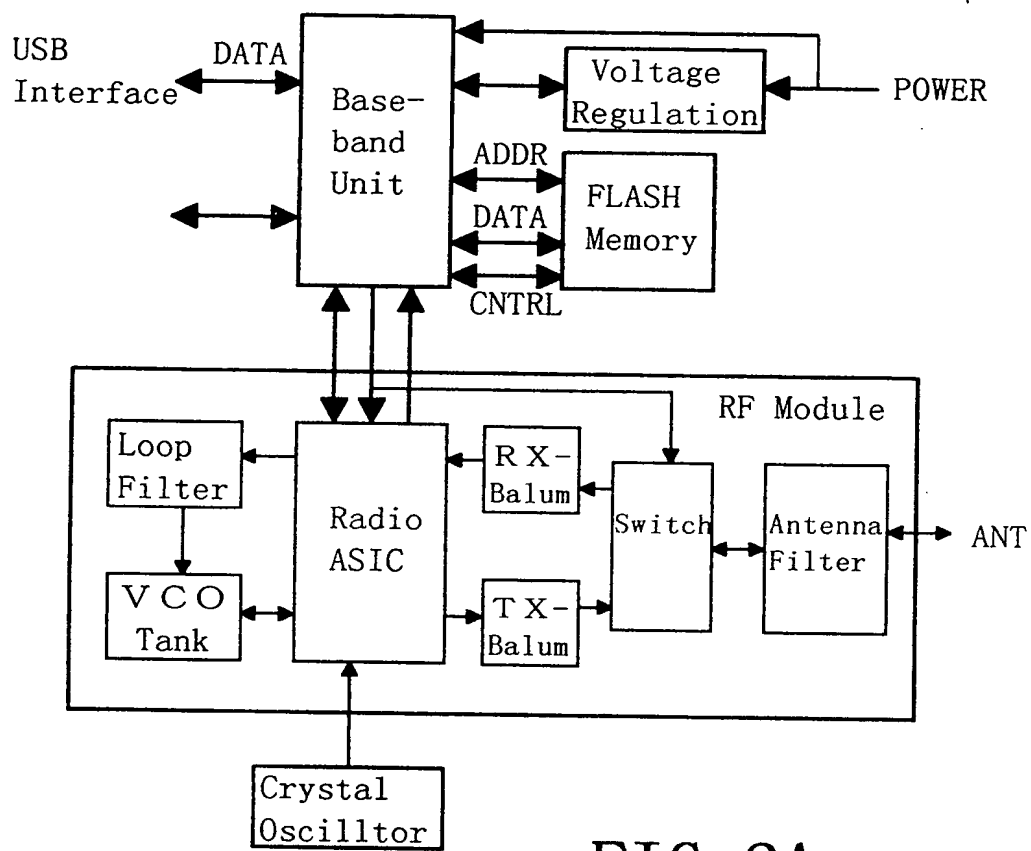 USB
Interface
DATA
Base-
band
Unit
Voltage
Regulation
POWER
ADDR
DATA
CNTRL
FLASH
Memory
RF Module
Loop
Filter
VCO
Tank
Radio
ASIC
RX-
Balum
TX-
Balum
Switch
Antenna
Filter
ANT
Crystal
Oscilltor